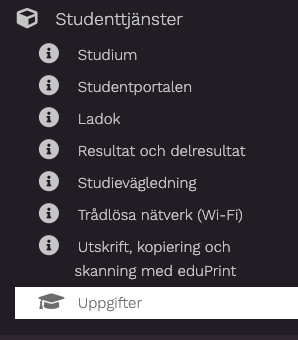 Studenttjänster
Studium
Studentportalen
Ladok
Resultat och delresultat
Studievägledning
Trådlösa nätverk (Wi-Fi)
Utskrift, kopiering och
skanning med eduPrint
Uppgifter